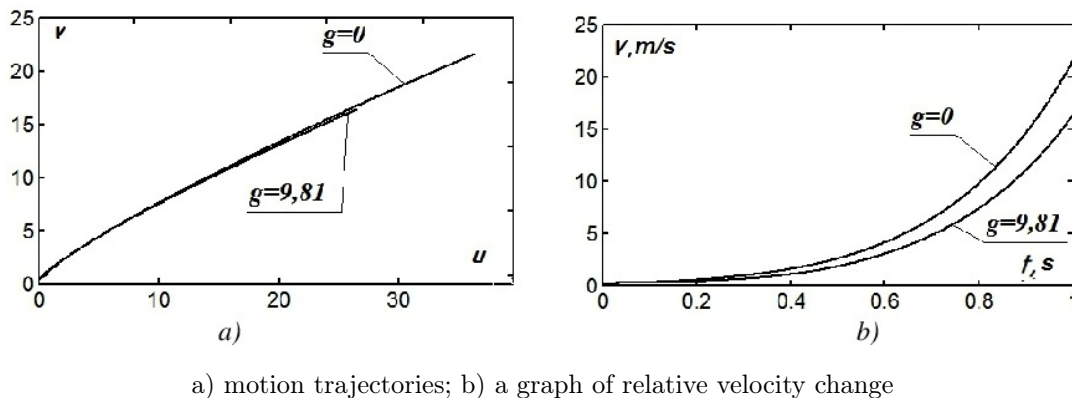 25
v
g=0
20
15
10
g=9,81
5
u
0
0
10
20
30
a)
25
V,m/s
20
g=0
15
10
g=9,81
5
t, s
0
0
0.2
0.4
0.6
0.8
1
b)
a) motion trajectories; b) a graph of relative velocity change